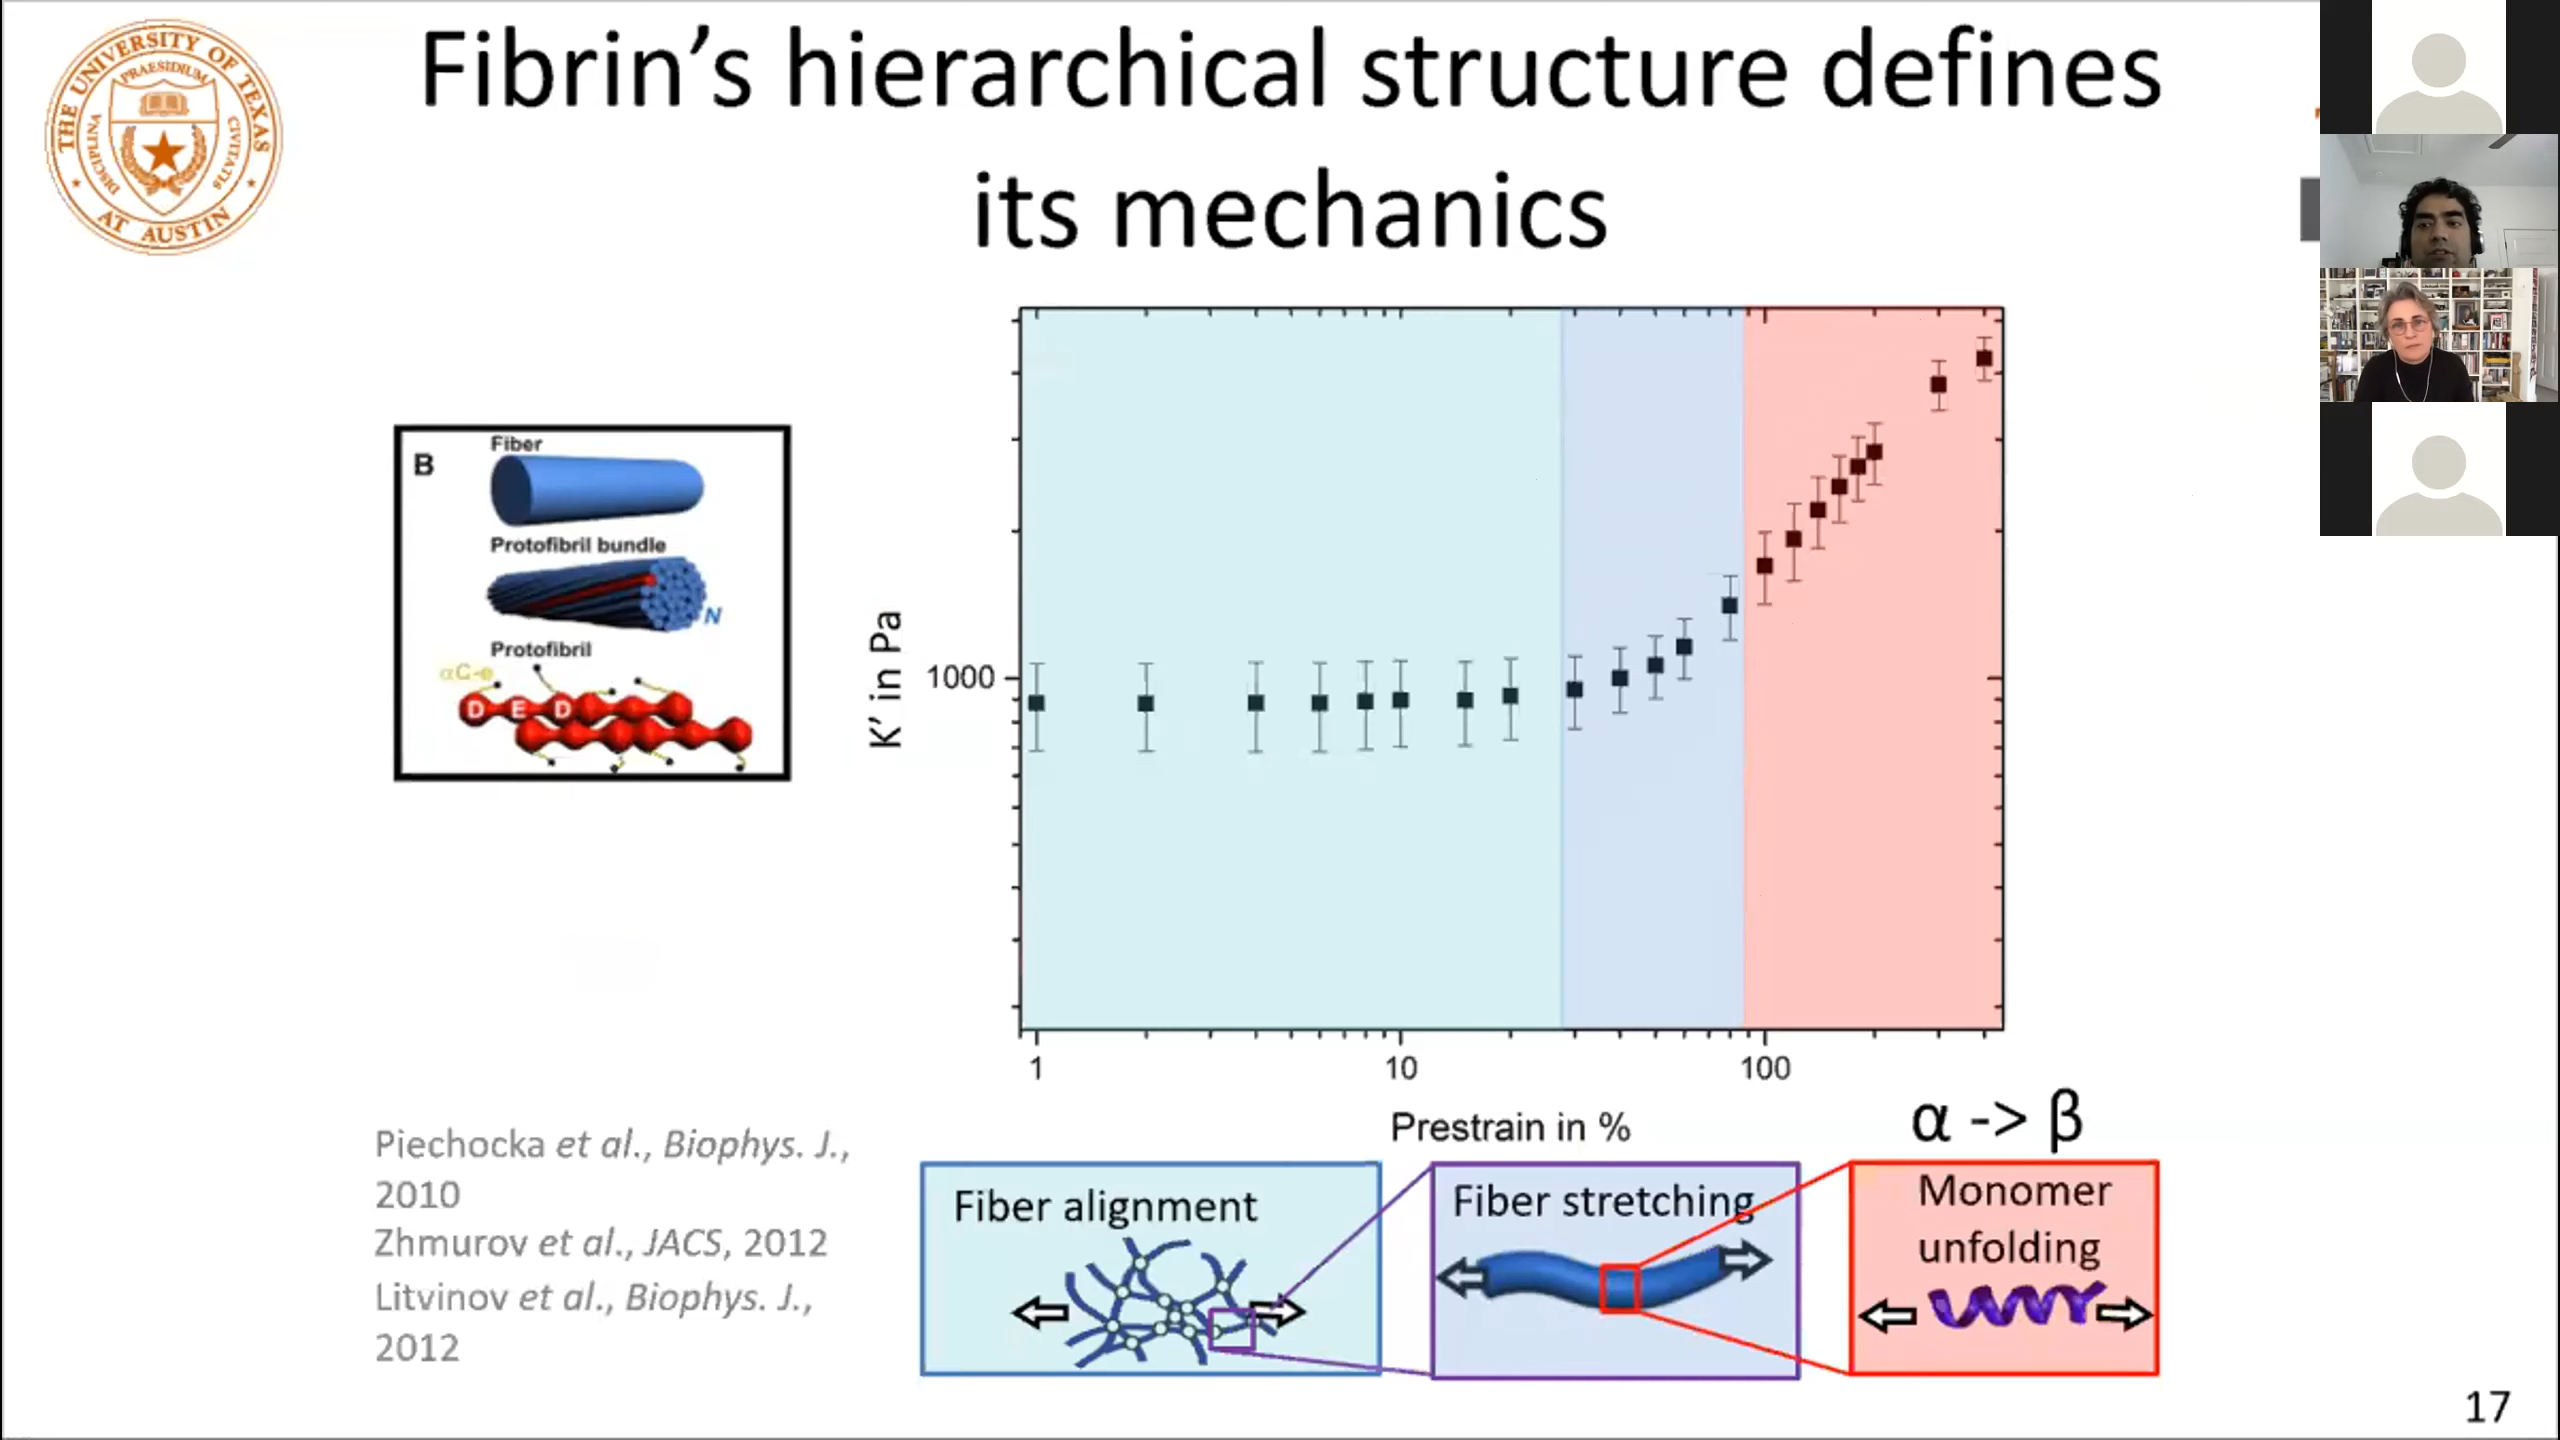 Fibrin’s hierarchical structure defines
its mechanics
THE UNIVERSITY OF TEXAS
AT AUSTIN
PRAESIDIUM
DISCIPLINA
CIVITATIS
B
Fiber
Protofibril bundle
N
Protofibril
αC-e
D E D
K’ in Pa
1000
1 10 100
Prestrain in %
α -> β
Piechocka et al., Biophys. J.,
2010
Zhmurov et al., JACS, 2012
Litvinov et al., Biophys. J.,
2012
Fiber alignment
Fiber stretching
Monomer
unfolding
17